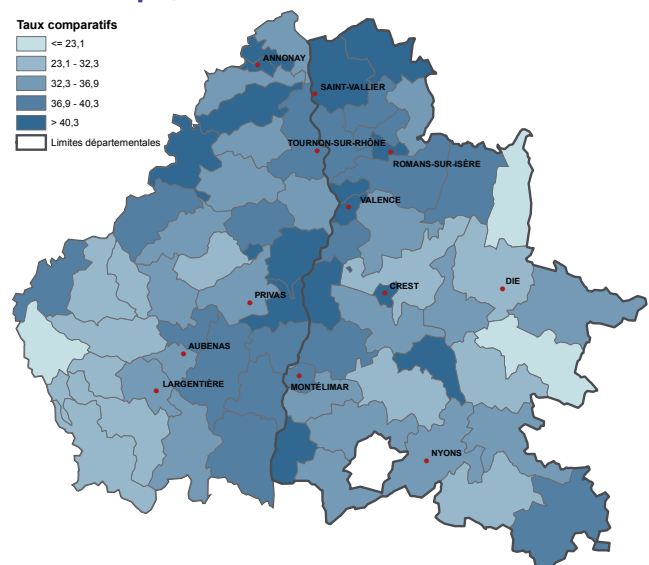 Taux comparatifs
<= 23,1
23,1 - 32,3
32,3 - 36,9
36,9 - 40,3
> 40,3
Limites départementales
ANNONAY
SAINT-VALLIER
TOURNON-SUR-RHÔNE
ROMANS-SUR-ISÈRE
VALENCE
DIE
CREST
PRIVAS
AUBENAS
MONTÉLIMAR
LARGENTIÈRE
NYONS